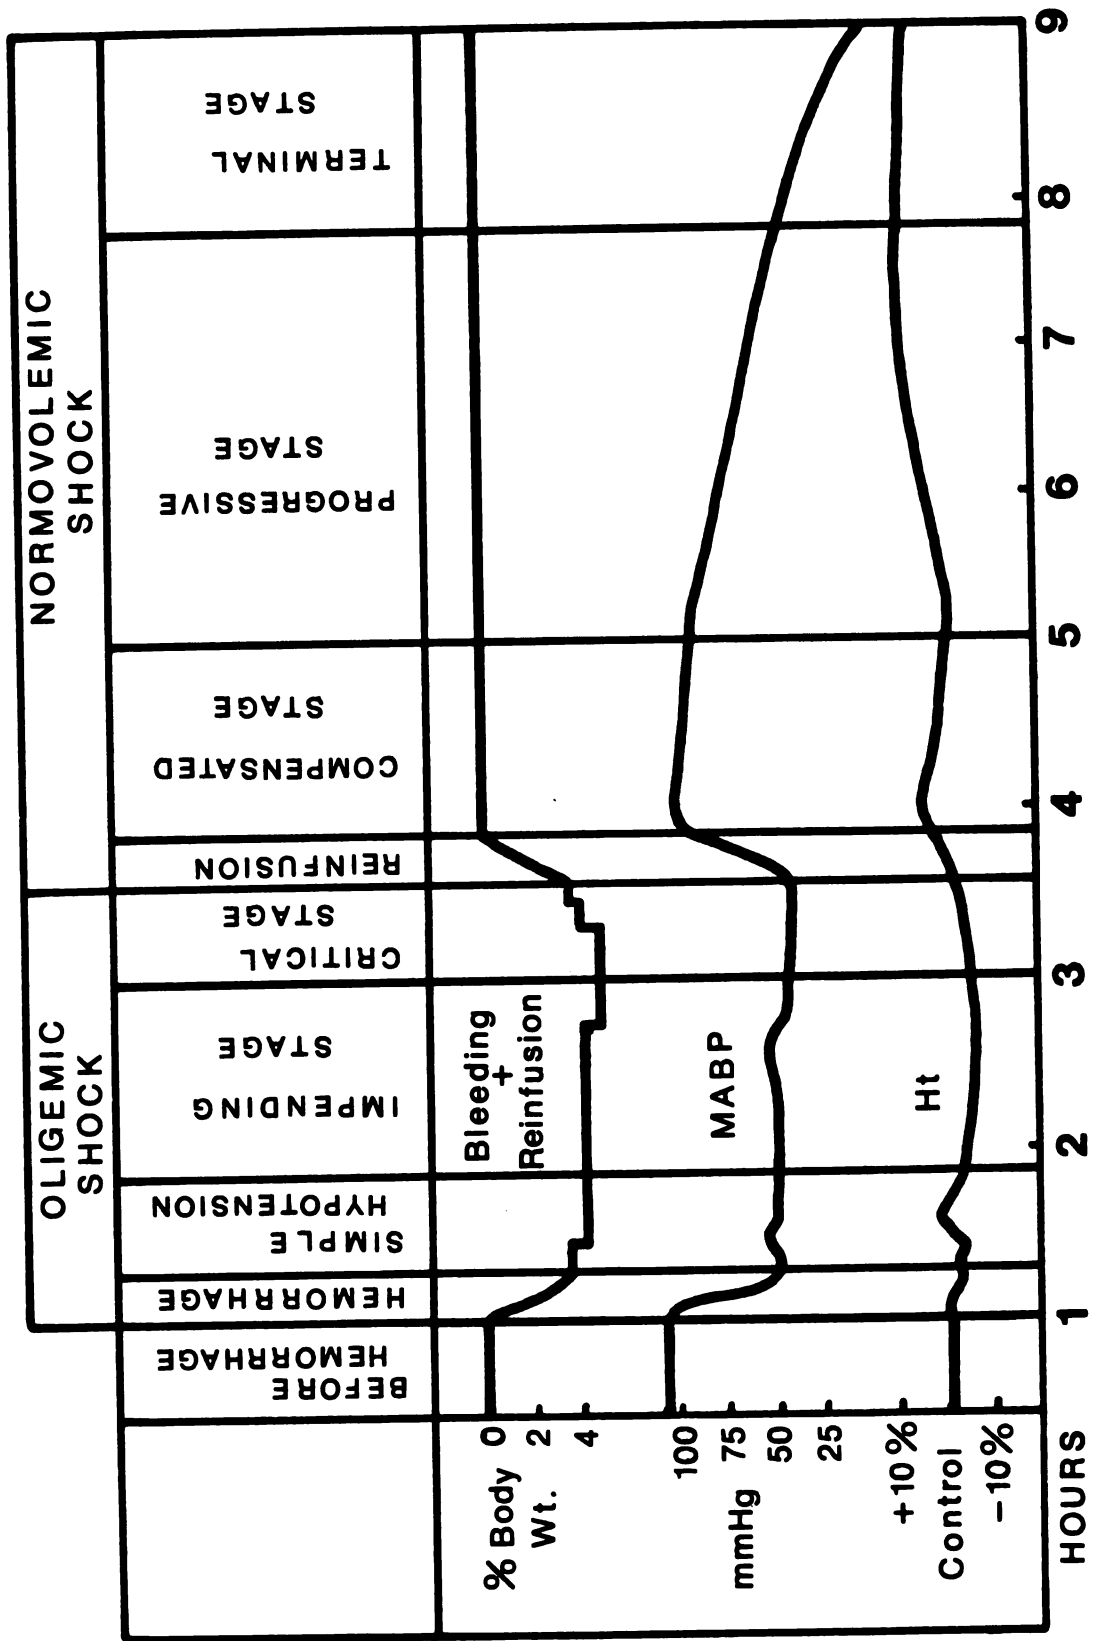 OLIGEMIC
SHOCK
NORMOVOLEMIC
SHOCK
BEFORE
HEMORRHAGE
HEMORRHAGE
SIMPLE
HYPOTENSION
IMPENDING
STAGE
CRITICAL
STAGE
REINFUSION
COMPENSATED
STAGE
PROGRESSIVE
STAGE
TERMINAL
STAGE
% Body
Wt.
0
2
4
Bleeding
+
Reinfusion
mmHg
100
75
50
25
MABP
+10%
Control
-10%
Ht
HOURS
1 2 3 4 5 6 7 8 9